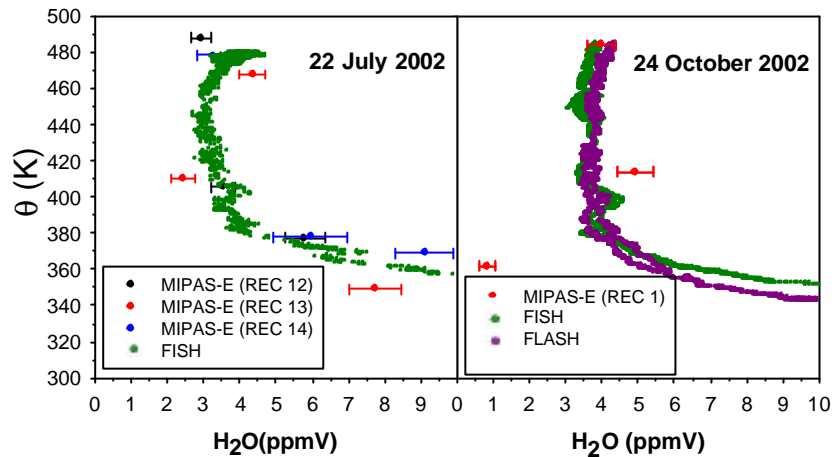 500
480
460
440
420
400
380
360
340
320
300
θ (K)
22 July 2002
MIPAS-E (REC 12)
MIPAS-E (REC 13)
MIPAS-E (REC 14)
FISH
0 1 2 3 4 5 6 7 8 9
H₂O(ppmV)
24 October 2002
MIPAS-E (REC 1)
FISH
FLASH
0 1 2 3 4 5 6 7 8 9 10
H₂O (ppmV)